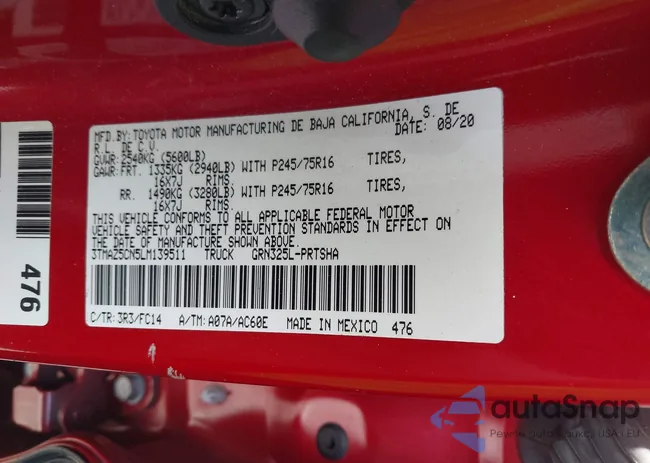 MFD.BY:TOYOTA MOTOR MANUFACTURING DE BAJA CALIFORNIA, S. DE
R.L. DE C.V. DATE: 08/20
GVWR:2540KG (5600LB)
GAWR:FRT. 1335KG (2940LB) WITH P245/75R16 TIRES,
16X7J RIMS.
RR. 1490KG (3280LB) WITH P245/75R16 TIRES,
16X7J RIMS.
THIS VEHICLE CONFORMS TO ALL APPLICABLE FEDERAL MOTOR
VEHICLE SAFETY AND THEFT PREVENTION STANDARDS IN EFFECT ON
THE DATE OF MANUFACTURE SHOWN ABOVE.
3TMAZ5CN5LM139511 TRUCK GRN325L-PRTSHA
C/TR:3R3/FC14 A/TM:A07A/AC60E MADE IN MEXICO 476
476
autaSnap